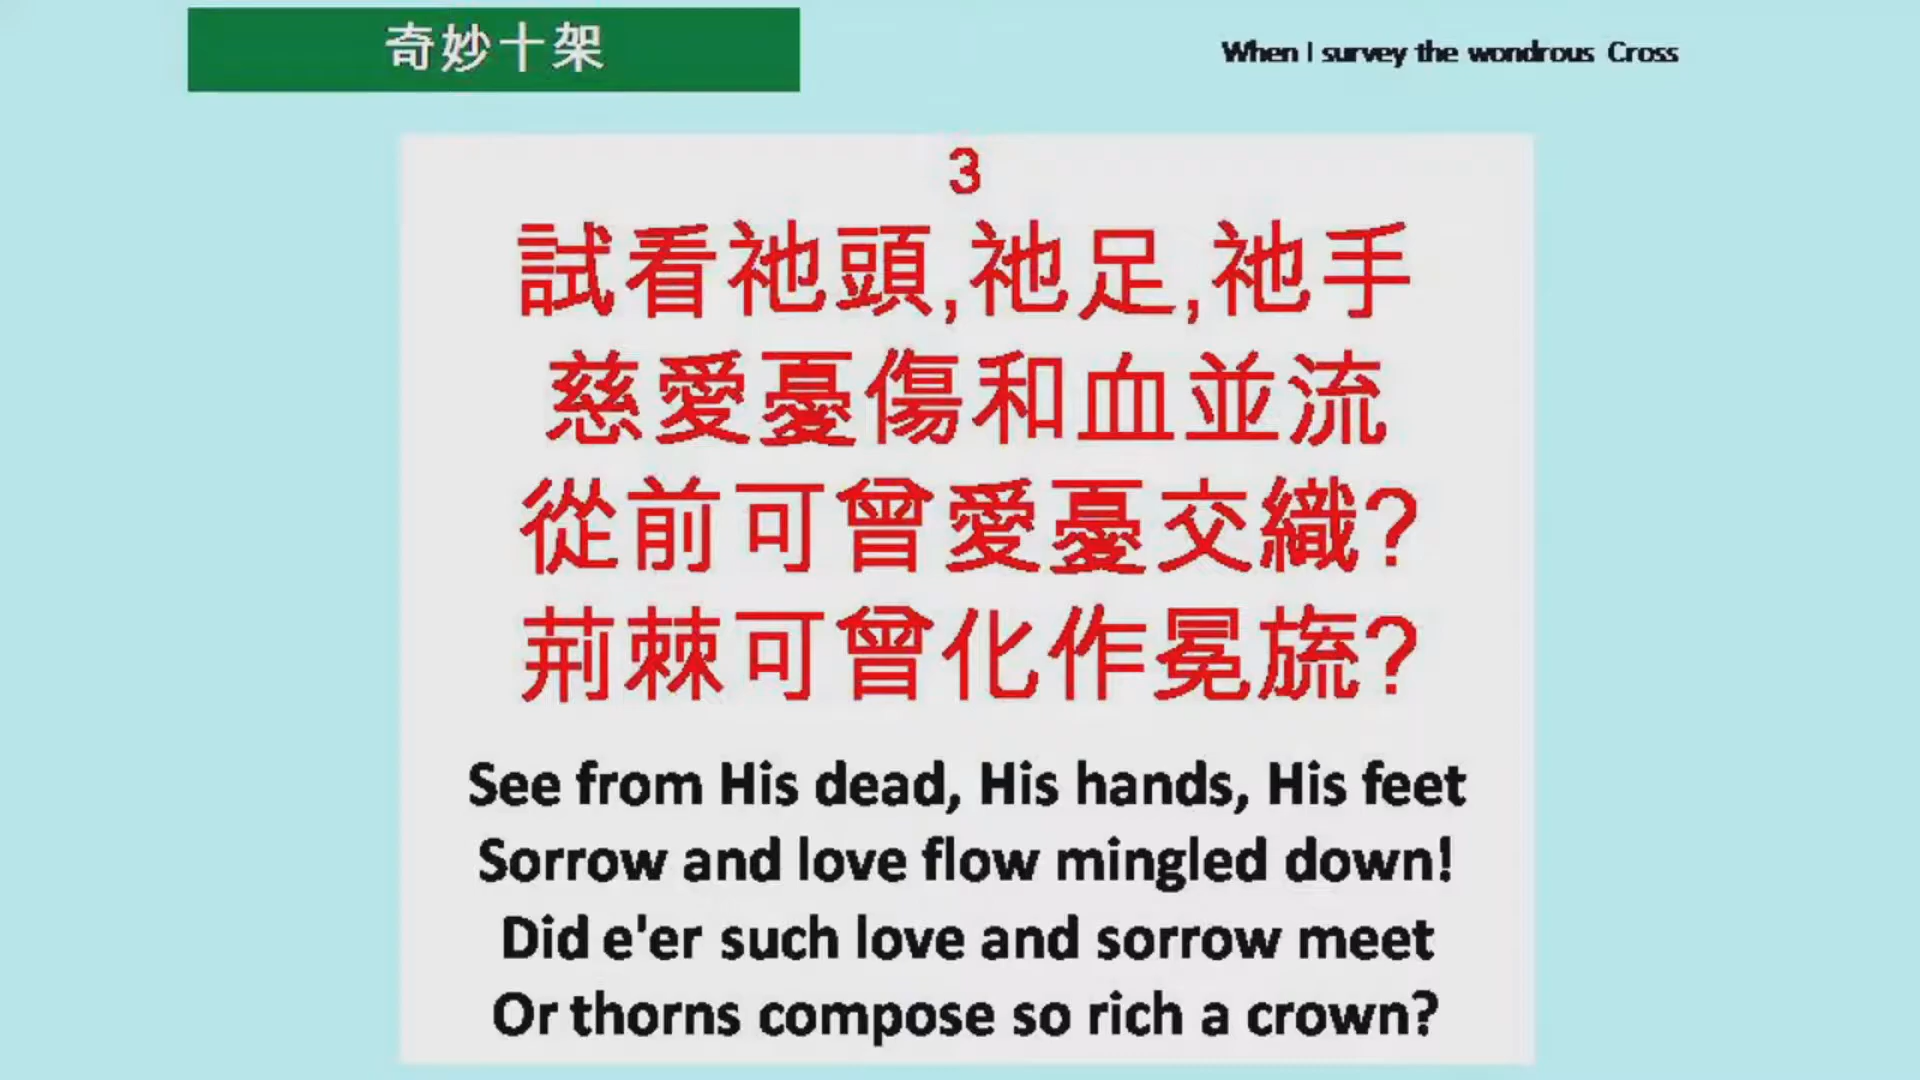 奇妙十架
When I survey the wondrous Cross
3
試看祂頭,祂足,祂手
慈愛憂傷和血並流
從前可曾愛憂交織?
荊棘可曾化作冕旒?
See from His dead, His hands, His feet
Sorrow and love flow mingled down!
Did e'er such love and sorrow meet
Or thorns compose so rich a crown?